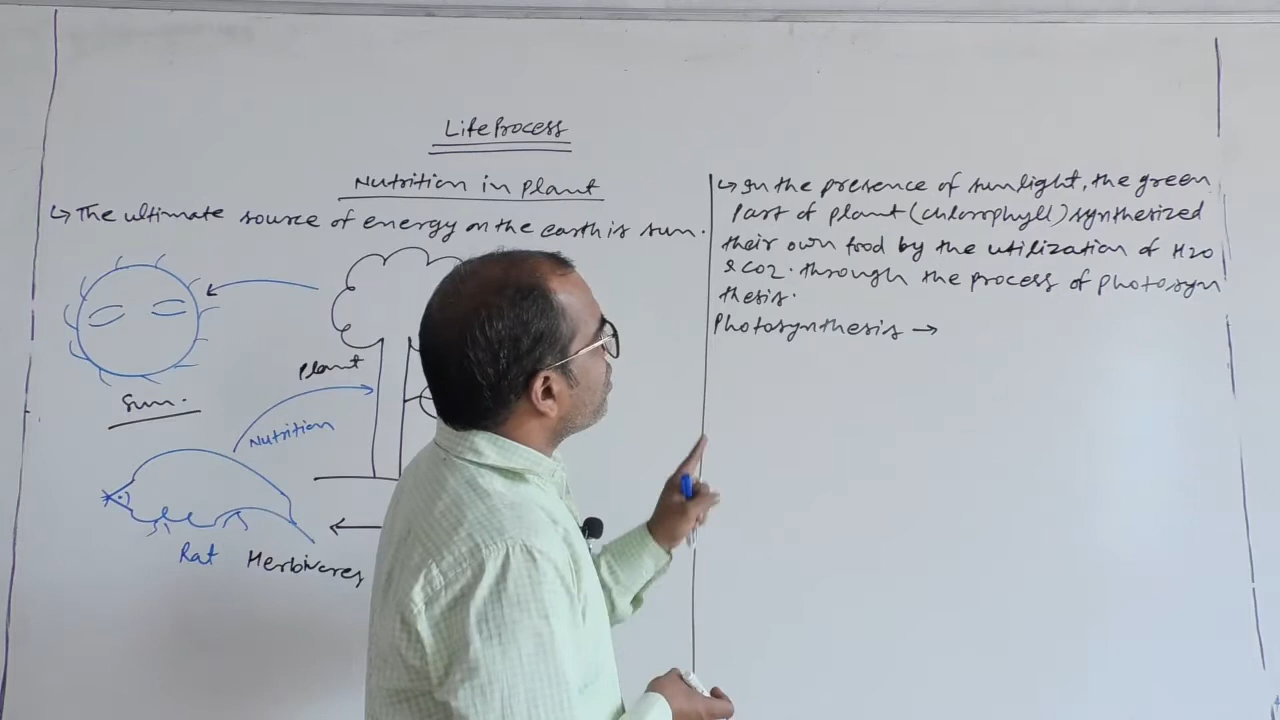 Life Process
Nutrition in Plant
↳ The ultimate source of energy on the earth is sun.
Sun.
Plant
Nutrition
Rat Herbivores
↳ In the presence of sunlight, the green
Part of plant (chlorophyll) synthesized
their own food by the utilization of H2O
& CO2. through the process of Photosyn
thesis.
Photosynthesis →